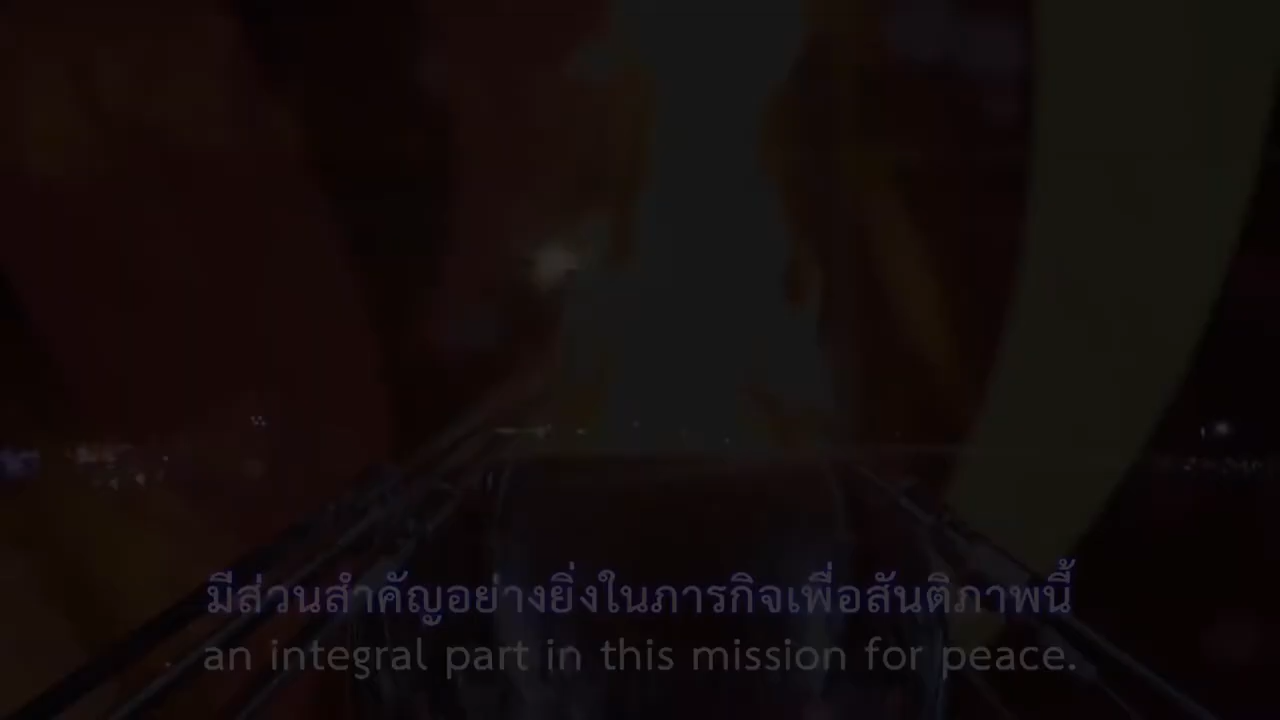 มีส่วนสำคัญอย่างยิ่งในภารกิจเพื่อสันติภาพนี้
an integral part in this mission for peace.